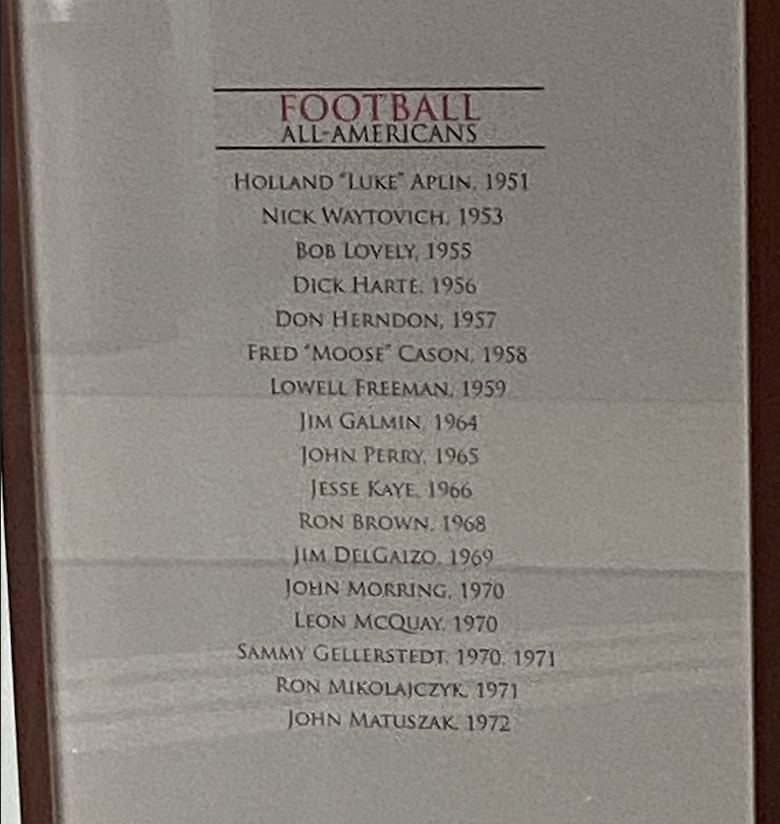 FOOTBALL
ALL-AMERICANS
HOLLAND "LUKE" APLIN, 1951
NICK WAYTOVICH, 1953
BOB LOVELY, 1955
DICK HARTE, 1956
DON HERNDON, 1957
FRED "MOOSE" CASON, 1958
LOWELL FREEMAN, 1959
JIM GALMIN, 1964
JOHN PERRY, 1965
JESSE KAYE, 1966
RON BROWN, 1968
JIM DELGAIZO, 1969
JOHN MORRING, 1970
LEON MCQUAY, 1970
SAMMY GELLERSTEDT, 1970, 1971
RON MIKOLAJCZYK, 1971
JOHN MATUSZAK, 1972